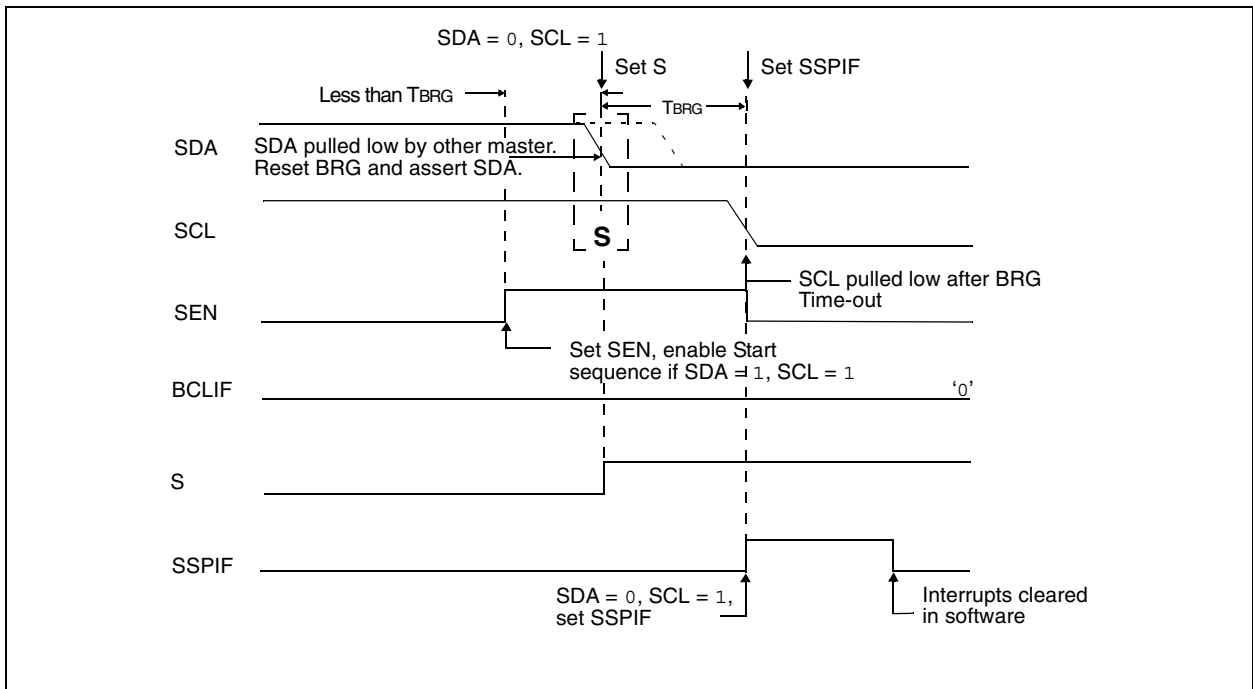 SDA = 0, SCL = 1
Set S
Set SSPIF
Less than TBRG
TBRG
SDA
SDA pulled low by other master.
Reset BRG and assert SDA.
SCL
S
SCL pulled low after BRG
Time-out
SEN
Set SEN, enable Start
sequence if SDA = 1, SCL = 1
BCLIF
‘0’
S
SSPIF
SDA = 0, SCL = 1,
set SSPIF
Interrupts cleared
in software